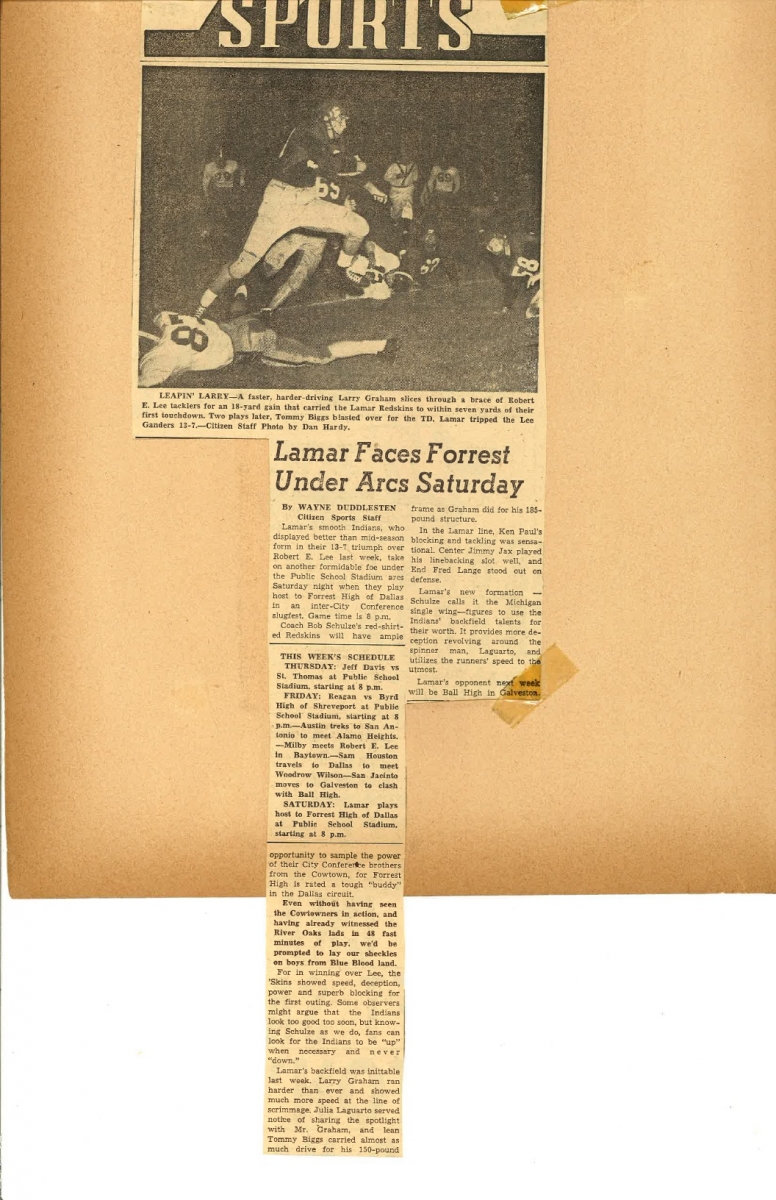 SPORTS
LEAPIN' LARRY—A faster, harder-driving Larry Graham slices through a brace of Robert
E. Lee tacklers for an 18-yard gain that carried the Lamar Redskins to within seven yards of their
first touchdown. Two plays later, Tommy Biggs blasted over for the TD. Lamar tripped the Lee
Ganders 13-7.—Citizen Staff Photo by Dan Hardy.
Lamar Faces Forrest
Under Arcs Saturday
By WAYNE DUDDLESTEN
Citizen Sports Staff
Lamar's smooth Indians, who
displayed better than mid-season
form in their 13-7 triumph over
Robert E. Lee last week, take
on another formidable foe under
the Public School Stadium arcs
Saturday night when they play
host to Forrest High of Dallas
in an inter-City Conference
slugfest. Game time is 8 p.m.
Coach Bob Schulze's red-shirt-
ed Redskins will have ample
THIS WEEK'S SCHEDULE
THURSDAY: Jeff Davis vs
St. Thomas at Public School
Stadium, starting at 8 p.m.
FRIDAY: Reagan vs Byrd
High of Shreveport at Public
School Stadium, starting at 8
p.m.—Austin treks to San An-
tonio to meet Alamo Heights.
—Milby meets Robert E. Lee
in Baytown.—Sam Houston
travels to Dallas to meet
Woodrow Wilson—San Jacinto
moves to Galveston to clash
with Ball High.
SATURDAY: Lamar plays
host to Forrest High of Dallas
at Public School Stadium,
starting at 8 p.m.
opportunity to sample the power
of their City Conference brothers
from the Cowtown, for Forrest
High is rated a tough "buddy"
in the Dallas circuit.
Even without having seen
the Cowtowners in action, and
having already witnessed the
River Oaks lads in 48 fast
minutes of play, we'd be
prompted to lay our sheckles
on boys from Blue Blood land.
For in winning over Lee, the
'Skins showed speed, deception,
power and superb blocking for
the first outing. Some observers
might argue that the Indians
look too good too soon, but know-
ing Schulze as we do, fans can
look for the Indians to be "up"
when necessary and never
"down."
Lamar's backfield was inittable
last week. Larry Graham ran
harder than ever and showed
much more speed at the line of
scrimmage. Julia Laguarto served
notice of sharing the spotlight
with Mr. Graham, and lean
Tommy Biggs carried almost as
much drive for his 150-pound
frame as Graham did for his 185-
pound structure.
In the Lamar line, Ken Paul's
blocking and tackling was sensa-
tional. Center Jimmy Jax played
his linebacking slot well, and
End Fred Lange stood out on
defense.
Lamar's new formation —
Schulze calls it the Michigan
single wing—figures to use the
Indians' backfield talents for
their worth. It provides more de-
ception revolving around the
spinner man, Laguarto, and
utilizes the runners' speed to the
utmost.
Lamar's opponent next week
will be Ball High in Galveston.